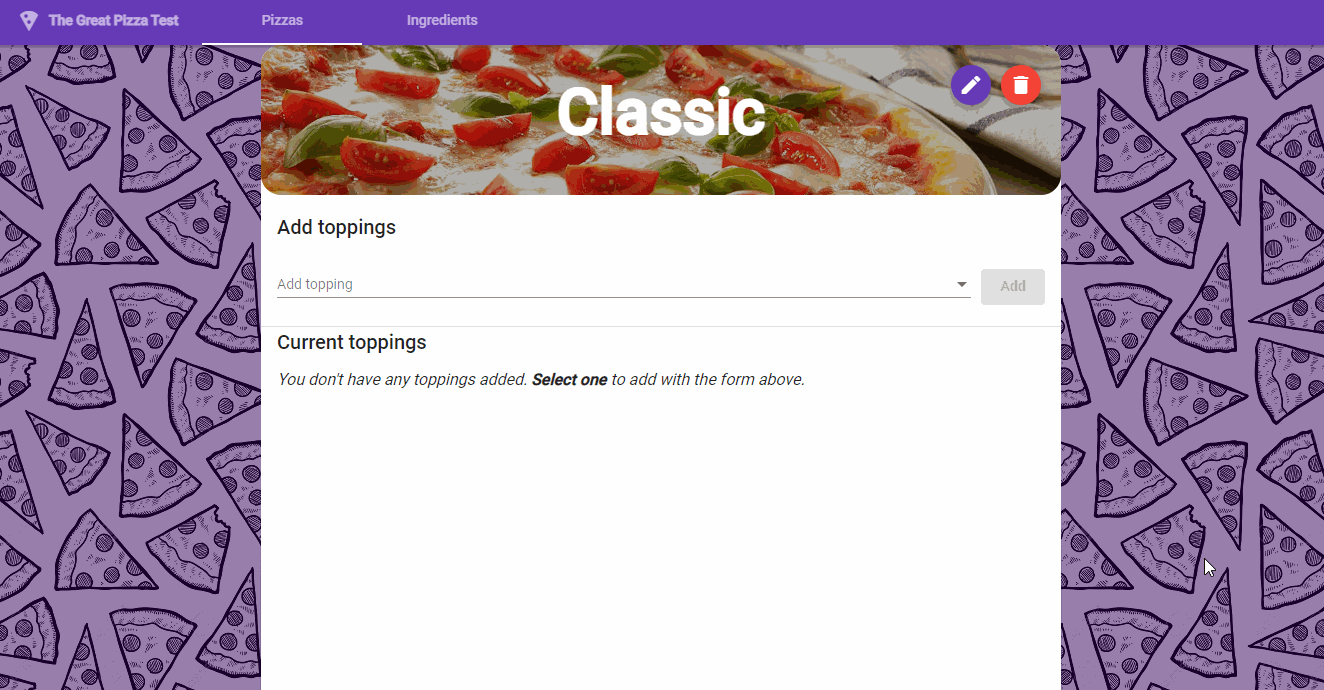 The Great PIzza Test
Pizzas
Ingredients
Classic
Add toppings
Add topping
Add
Current toppings
You don't have any toppings added. Select one to add with the form above.